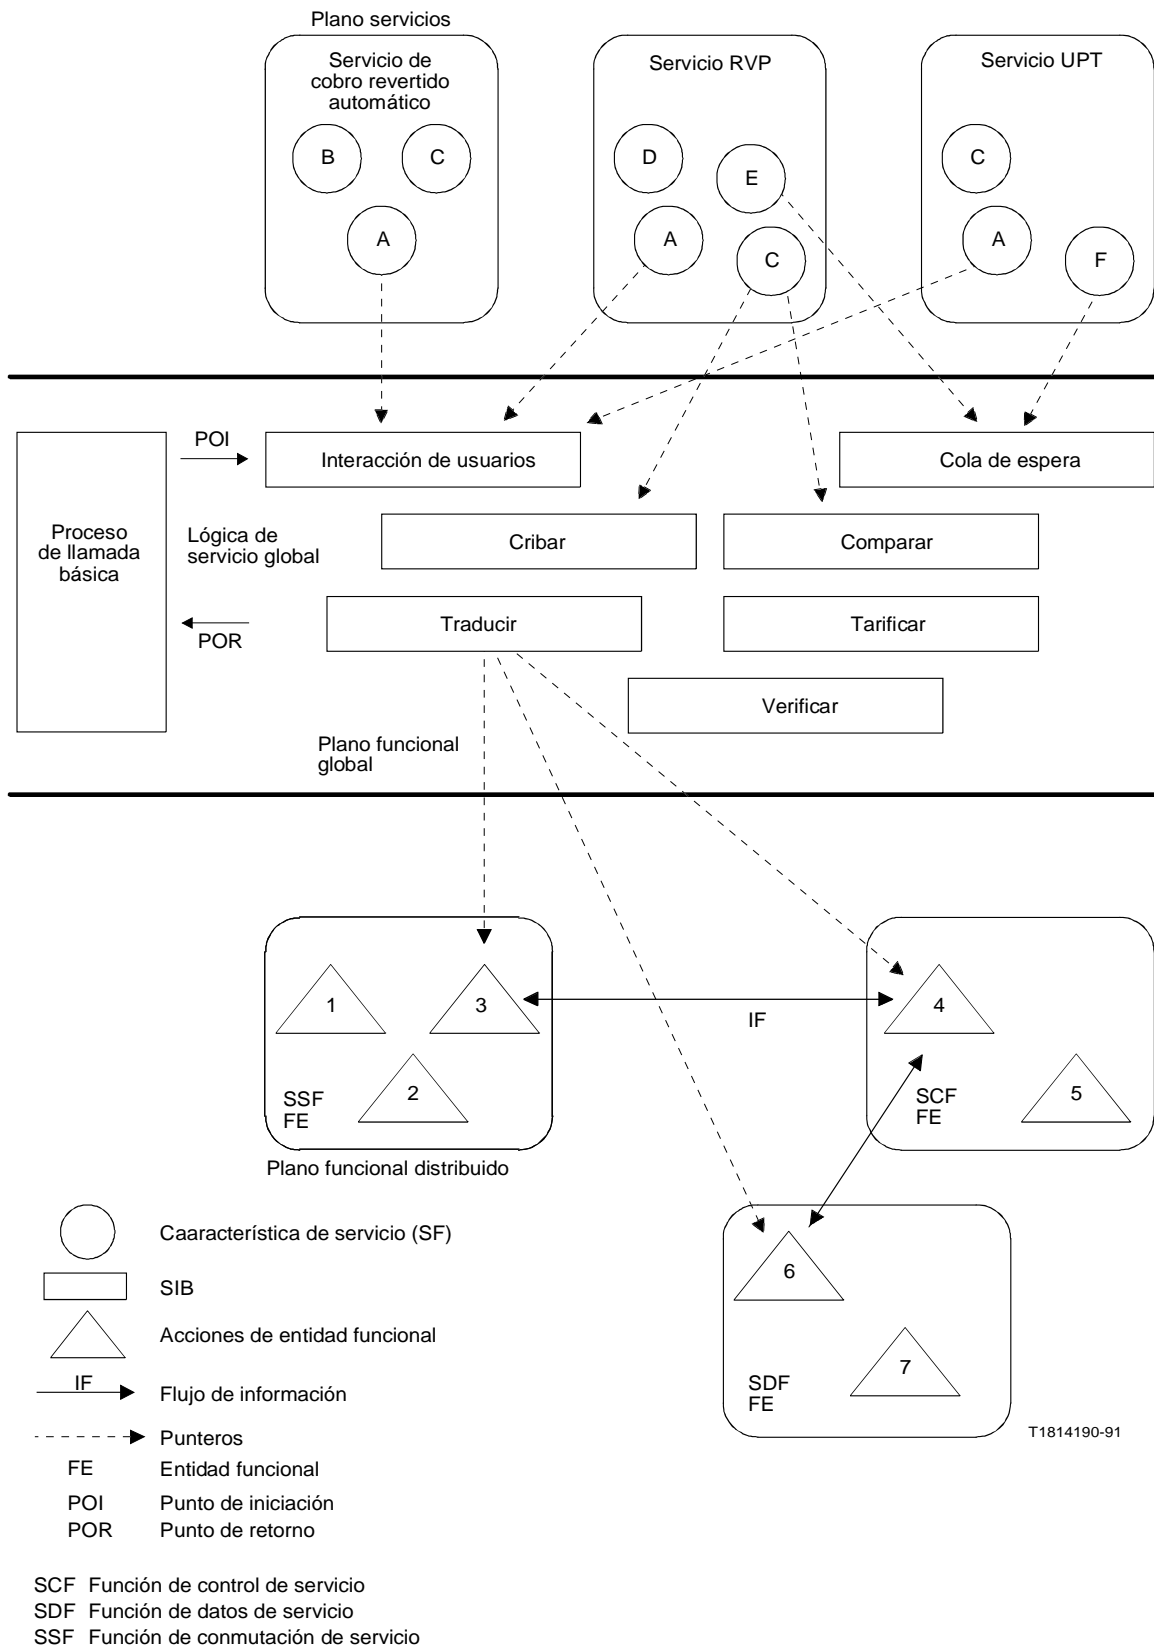 Plano servicios
Servicio de
cobro revertido
automático
Servicio RVP
Servicio UPT
B
C
A
D
E
A
C
C
A
F
POI
Interacción de usuarios
Cola de espera
Proceso
de llamada
básica
Lógica de
servicio global
Cribar
Comparar
POR
Traducir
Tarificar
Verificar
Plano funcional
global
1
3
2
SSF
FE
IF
4
5
SCF
FE
Plano funcional distribuido
6
7
SDF
FE
T1814190-91
Caaracterística de servicio (SF)
SIB
Acciones de entidad funcional
IF
Flujo de información
Punteros
FE Entidad funcional
POI Punto de iniciación
POR Punto de retorno
SCF Función de control de servicio
SDF Función de datos de servicio
SSF Función de conmutación de servicio